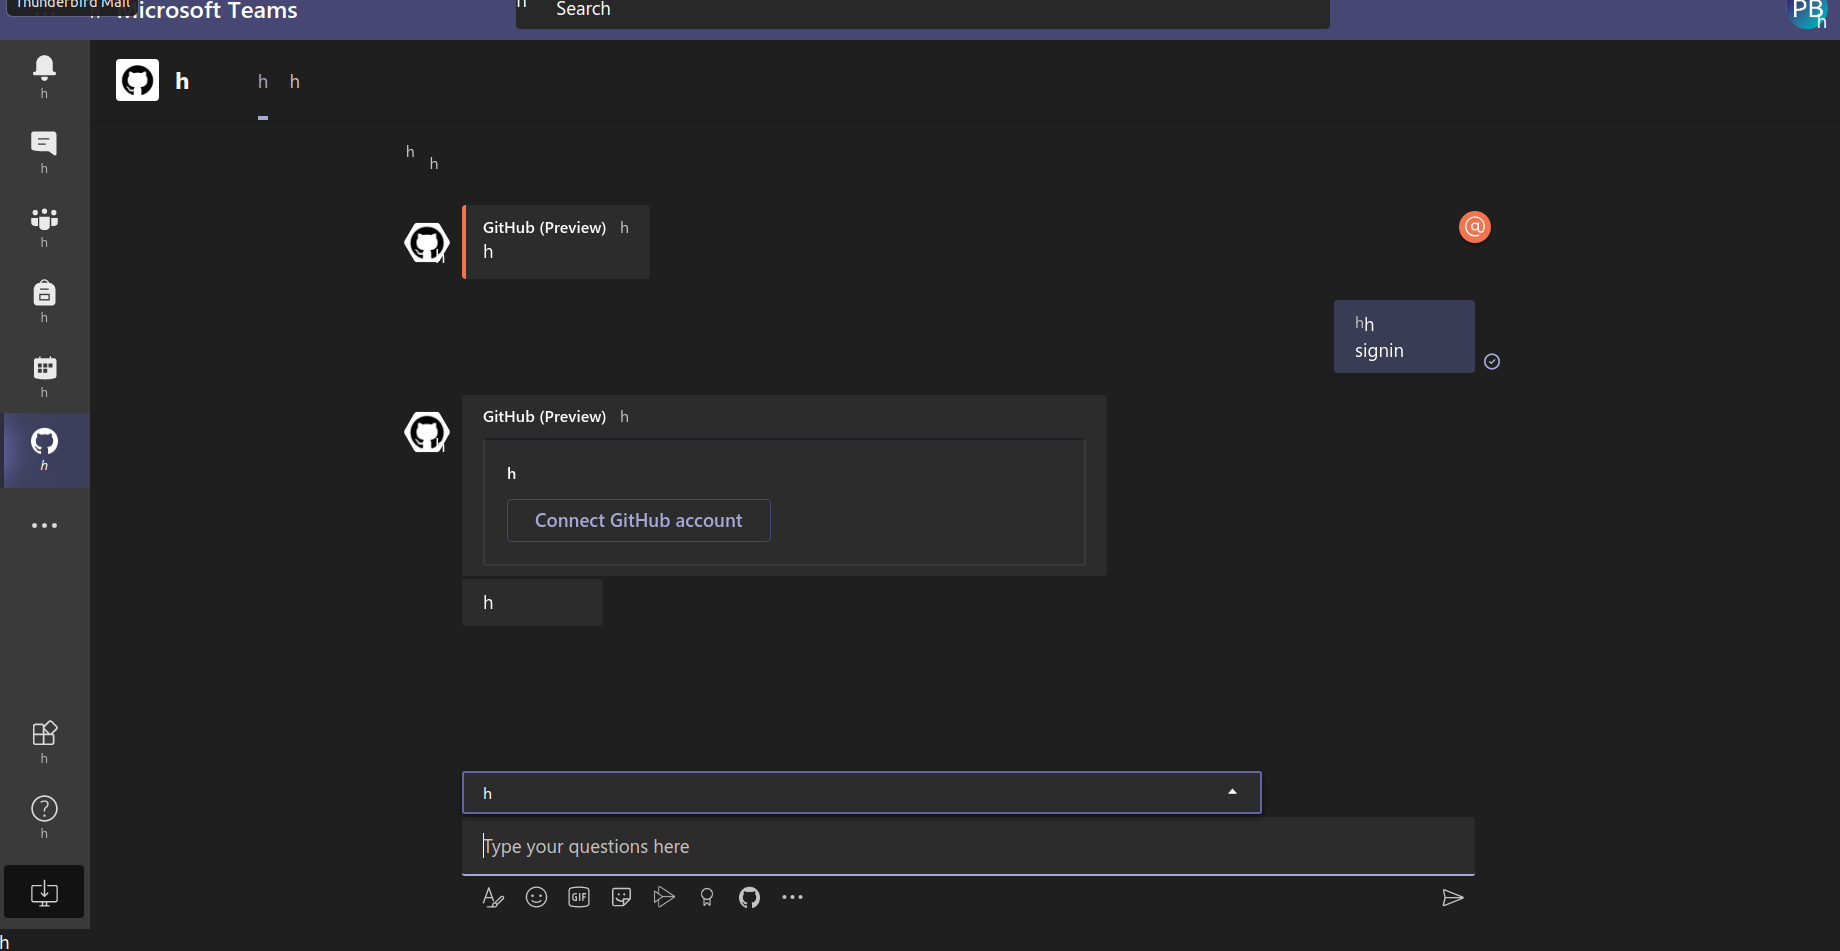 Thunderbird Mail
h Microsoft Teams
h Search
PB
h
h
h
h
h
h
h
h
h
h
h h h
h
h
GitHub (Preview) h
h
h
@
hh
signin
GitHub (Preview) h
h
h
Connect GitHub account
h
h
Type your questions here
GIF
h